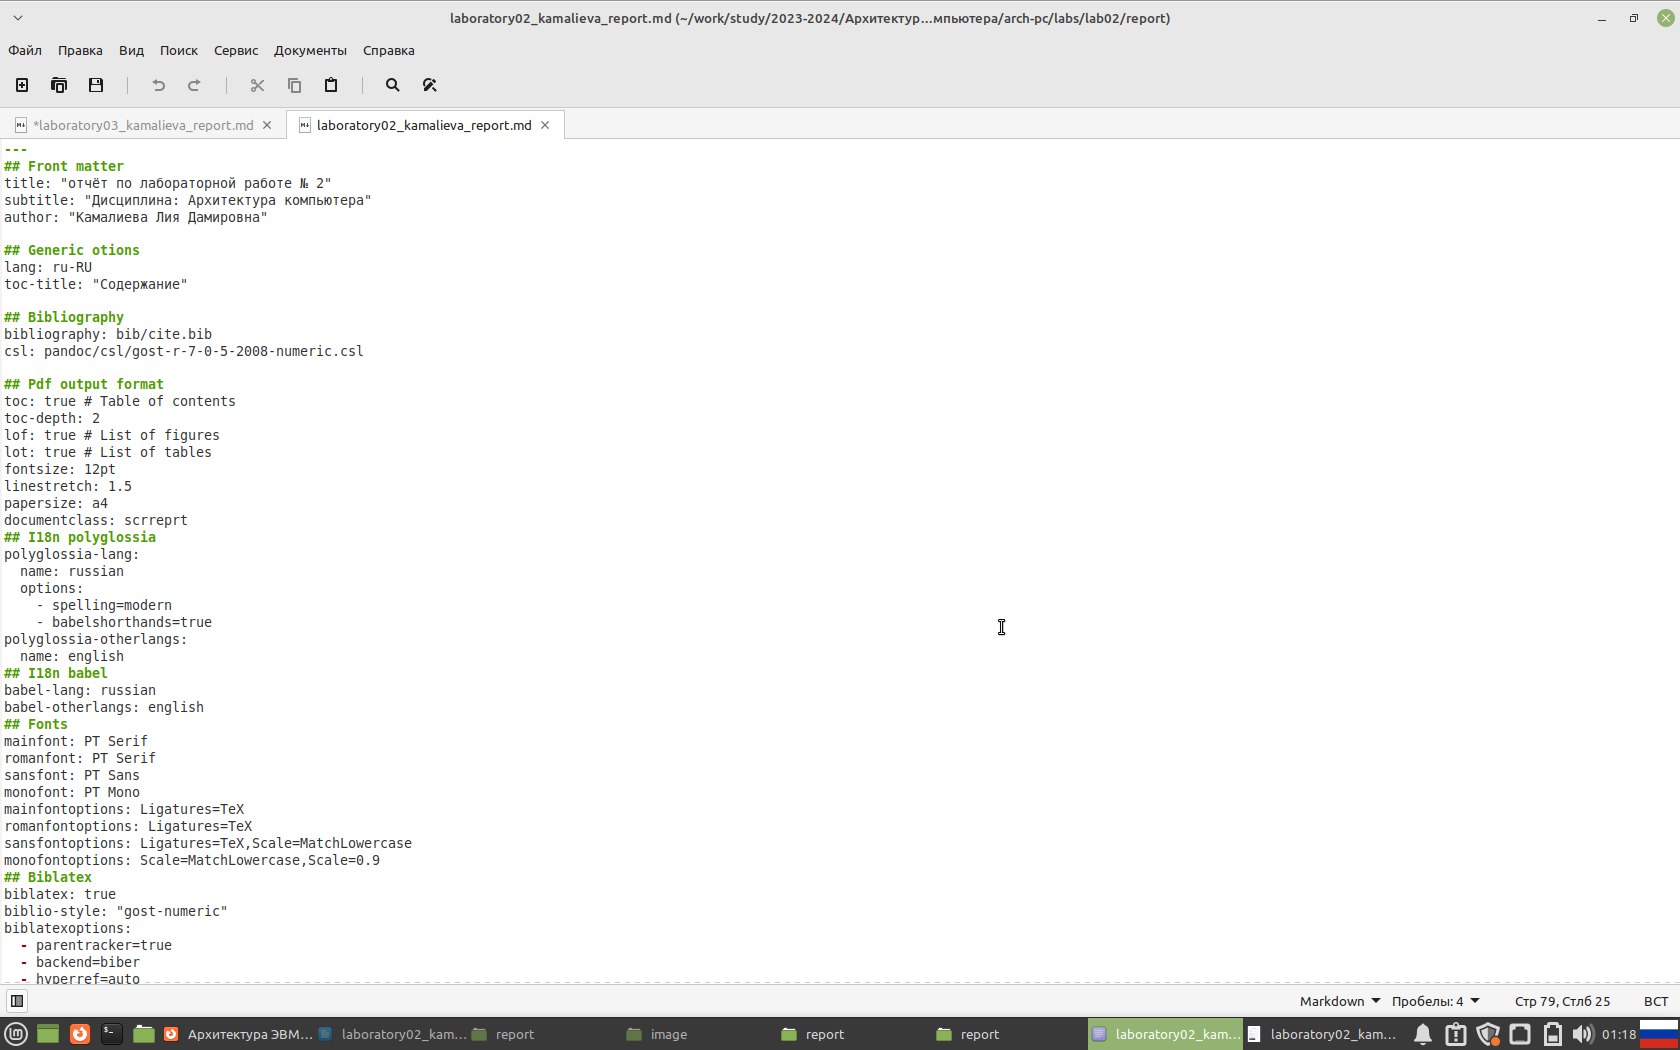 laboratory02_kamalieva_report.md (~/work/study/2023-2024/Архитектур...мпьютера/arch-pc/labs/lab02/report)
Файл Правка Вид Поиск Сервис Документы Справка
*laboratory03_kamalieva_report.md laboratory02_kamalieva_report.md
---
## Front matter
title: "отчёт по лабораторной работе № 2"
subtitle: "Дисциплина: Архитектура компьютера"
author: "Камалиева Лия Дамировна"
## Generic otions
lang: ru-RU
toc-title: "Содержание"
## Bibliography
bibliography: bib/cite.bib
csl: pandoc/csl/gost-r-7-0-5-2008-numeric.csl
## Pdf output format
toc: true # Table of contents
toc-depth: 2
lof: true # List of figures
lot: true # List of tables
fontsize: 12pt
linestretch: 1.5
papersize: a4
documentclass: scrreprt
## I18n polyglossia
polyglossia-lang:
  name: russian
  options:
    - spelling=modern
    - babelshorthands=true
polyglossia-otherlangs:
  name: english
## I18n babel
babel-lang: russian
babel-otherlangs: english
## Fonts
mainfont: PT Serif
romanfont: PT Serif
sansfont: PT Sans
monofont: PT Mono
mainfontoptions: Ligatures=TeX
romanfontoptions: Ligatures=TeX
sansfontoptions: Ligatures=TeX,Scale=MatchLowercase
monofontoptions: Scale=MatchLowercase,Scale=0.9
## Biblatex
biblatex: true
biblio-style: "gost-numeric"
biblatexoptions:
  - parentracker=true
  - backend=biber
  - hyperref=auto
Markdown Пробелы: 4 Стр 79, Стлб 25 ВСТ
Архитектура ЭВМ... laboratory02_kam... report image report report laboratory02_kam... laboratory02_kam... 01:18